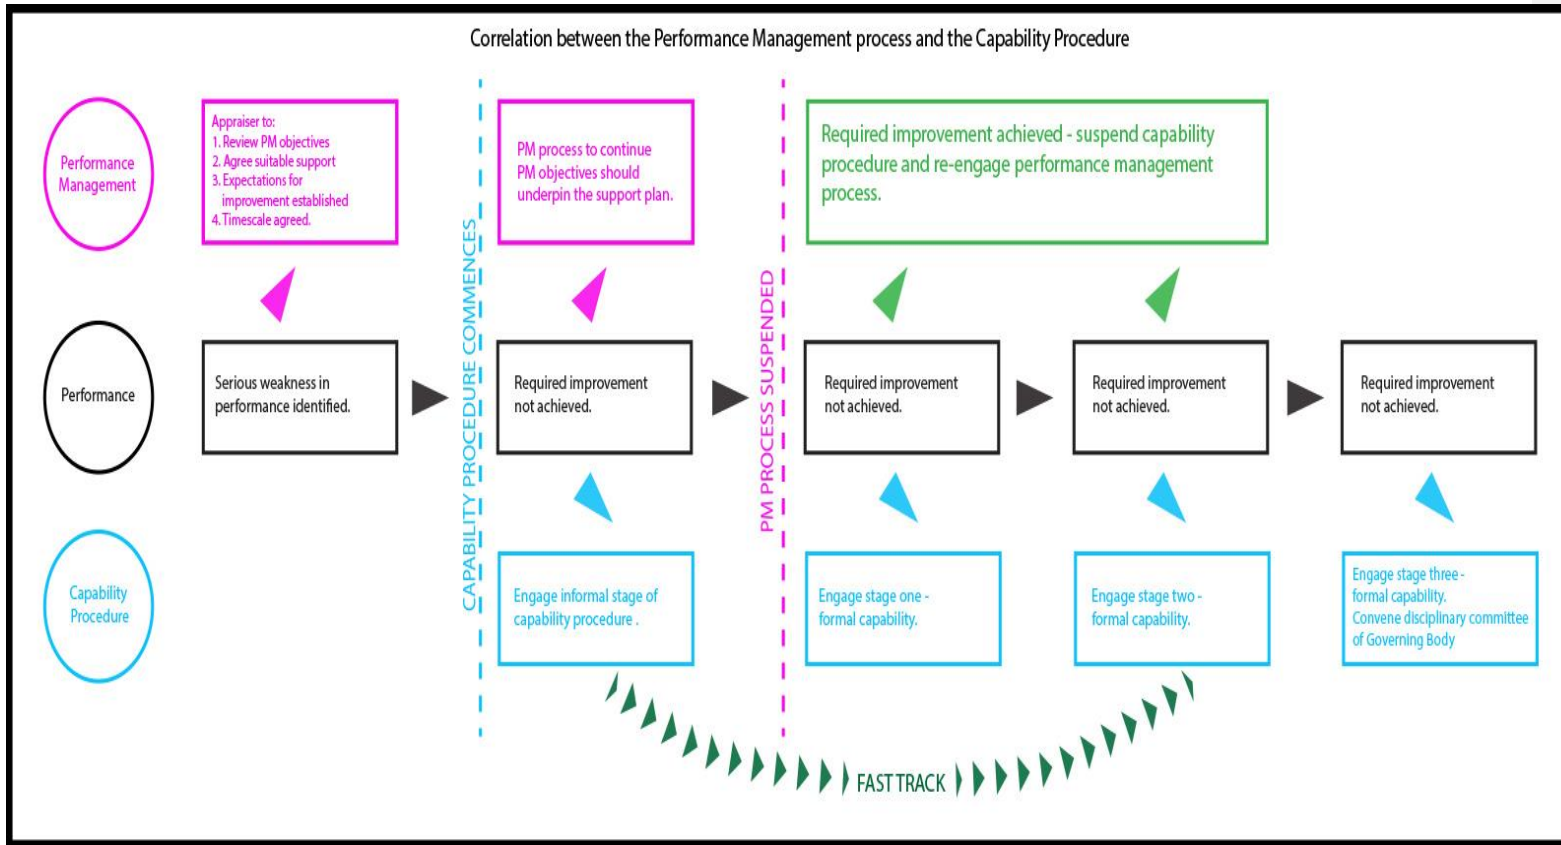 Correlation between the Performance Management process and the Capability Procedure
Performance
Management
Appraiser to:
1. Review PM objectives
2. Agree suitable support
3. Expectations for
improvement established
4. Timescale agreed.
CAPABILITY PROCEDURE COMMENCES
PM process to continue
PM objectives should
underpin the support plan.
PM PROCESS SUSPENDED
Required improvement achieved - suspend capability
procedure and re-engage performance management
process.
Performance
Serious weakness in
performance identified.
Required improvement
not achieved.
Required improvement
not achieved.
Required improvement
not achieved.
Required improvement
not achieved.
Capability
Procedure
Engage informal stage of
capability procedure .
Engage stage one -
formal capability.
Engage stage two -
formal capability.
Engage stage three -
formal capability.
Convene disciplinary committee
of Governing Body
FAST TRACK